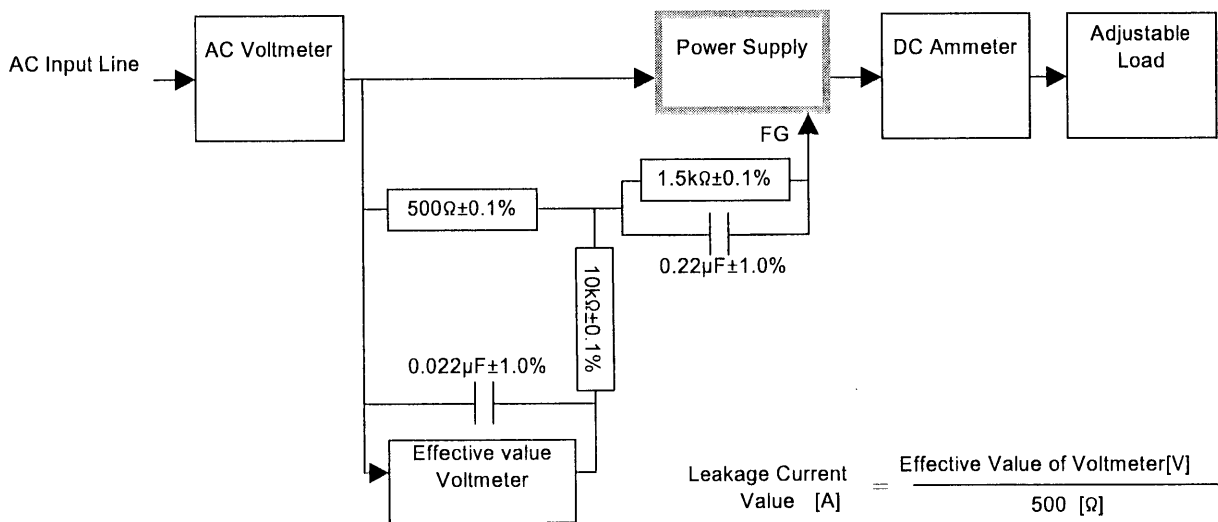 AC Input Line
AC Voltmeter
Power Supply
DC Ammeter
Adjustable
Load
FG
1.5kΩ±0.1%
500Ω±0.1%
0.22µF±1.0%
10kΩ±0.1%
0.022µF±1.0%
Effective value
Voltmeter
Leakage Current
Value [A]
=
Effective Value of Voltmeter[V]
500 [Ω]